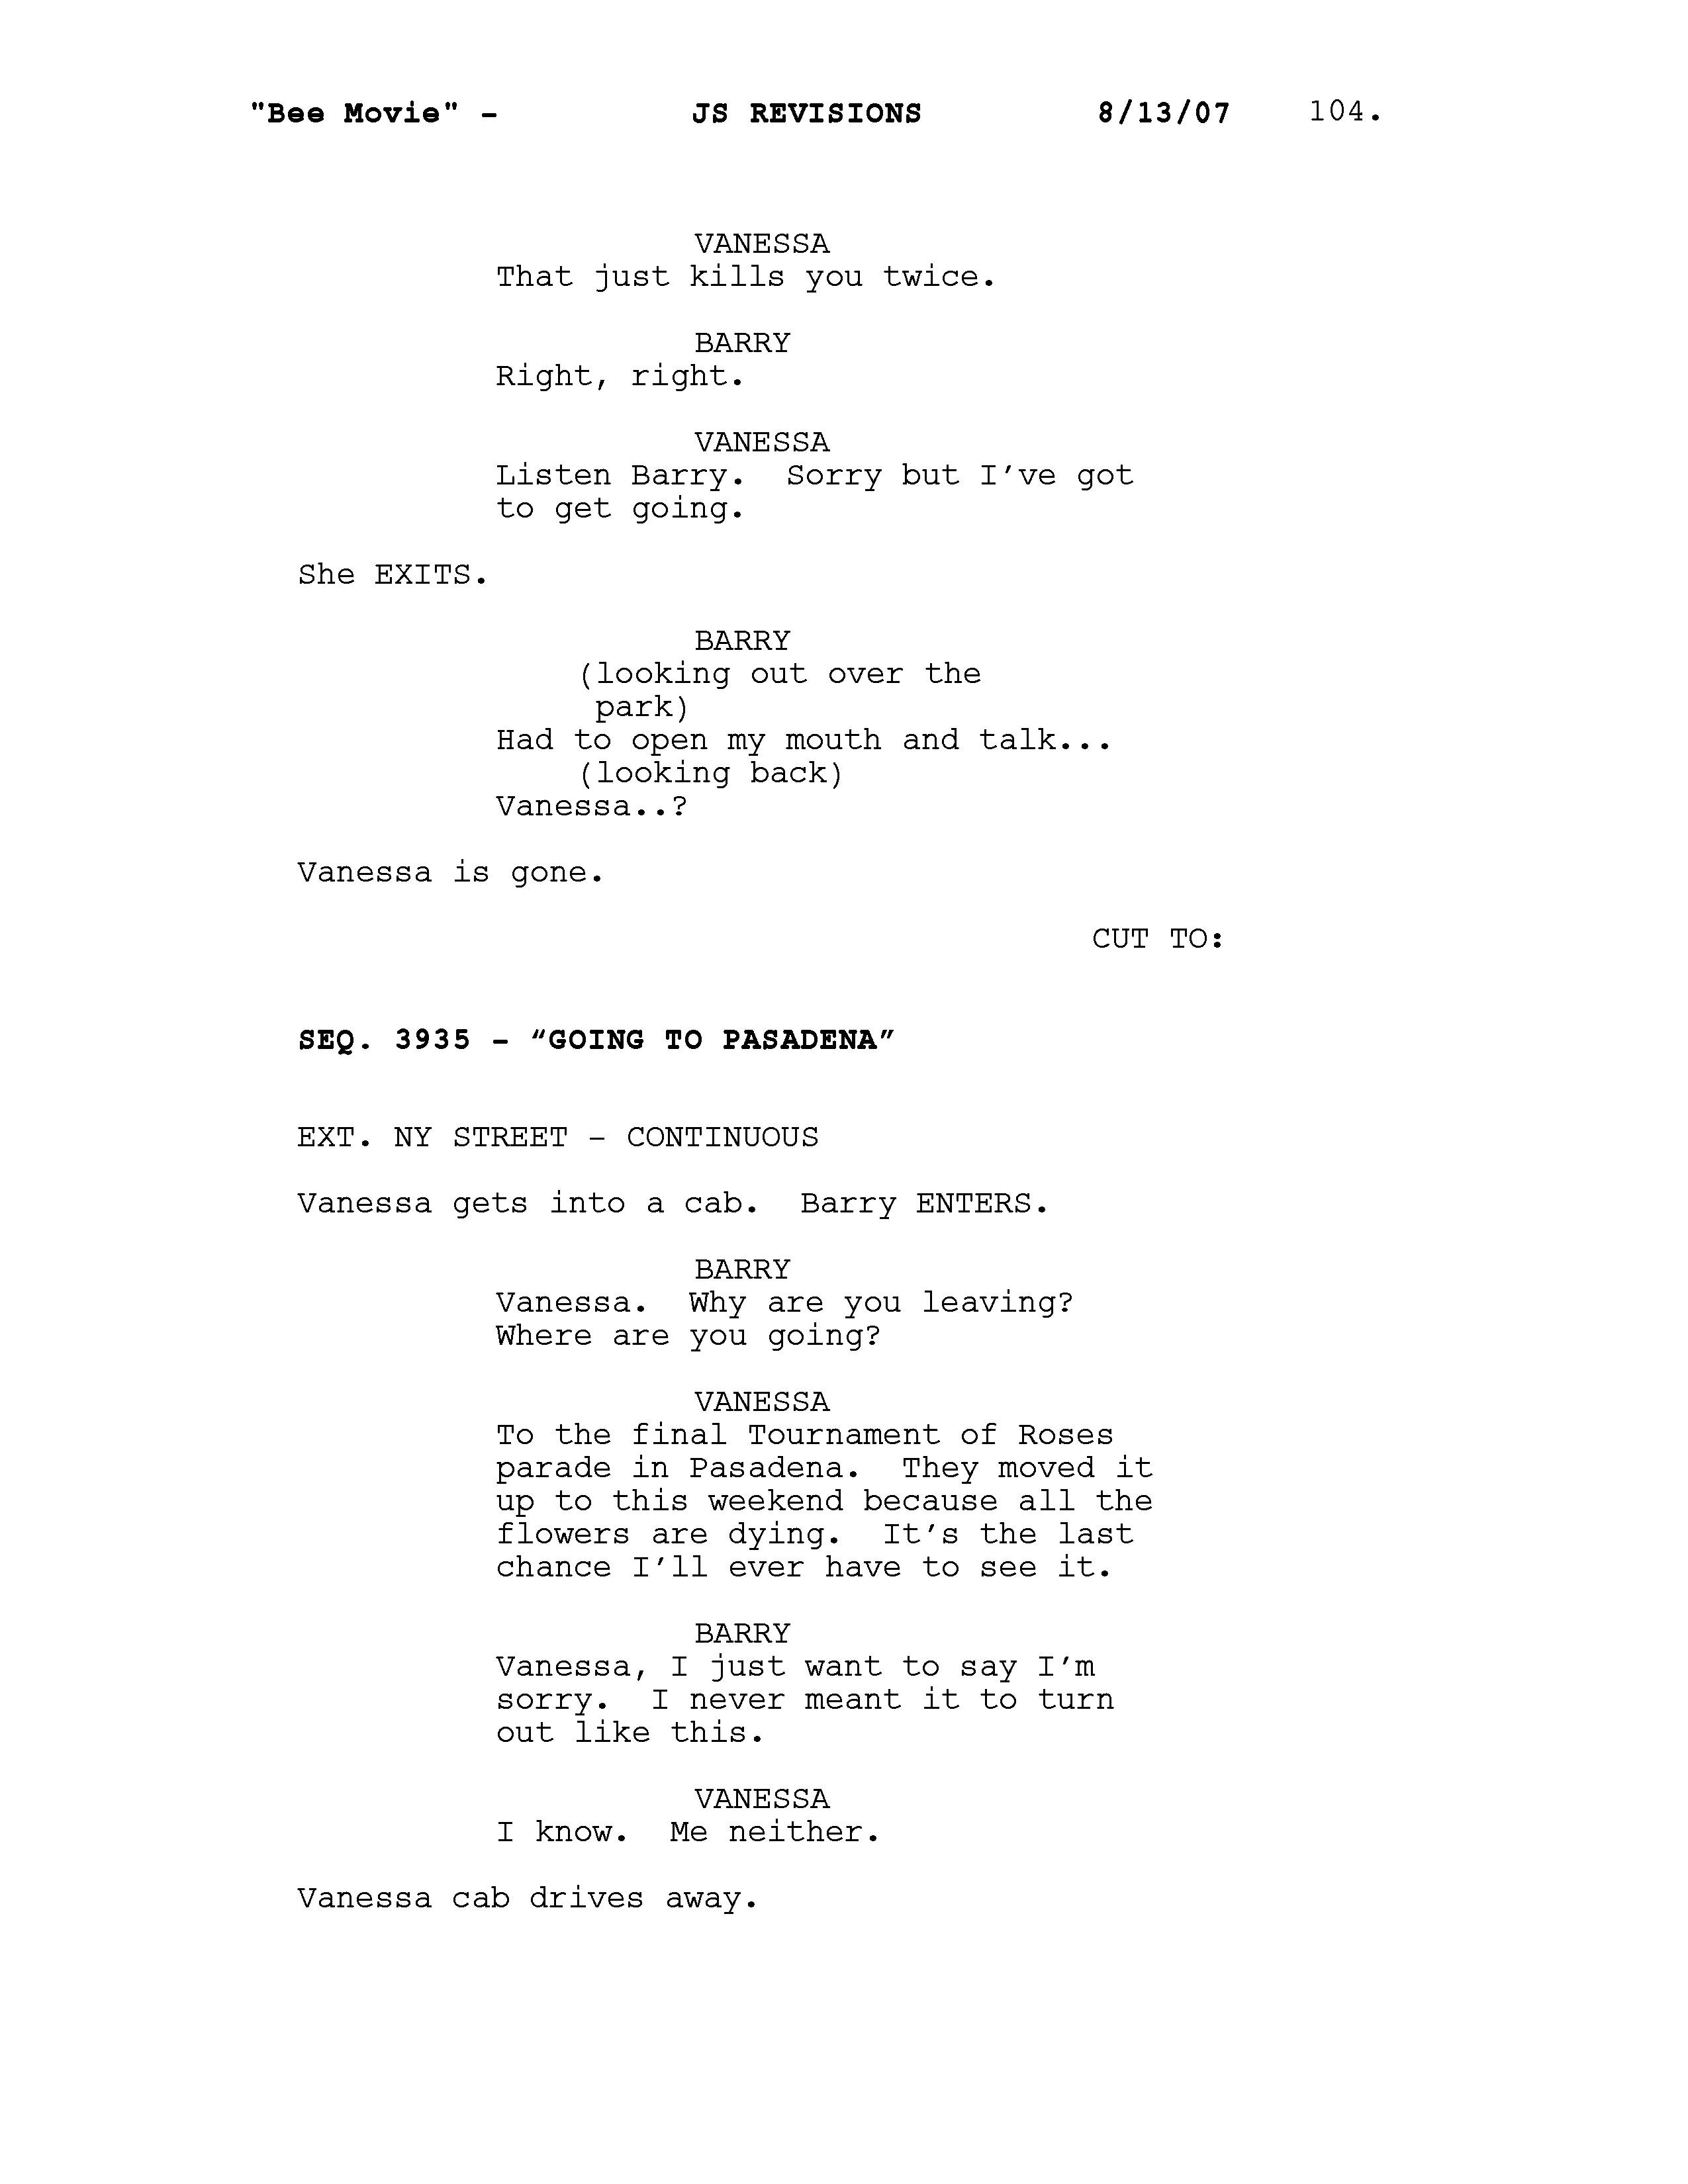 "Bee Movie" - JS REVISIONS 8/13/07 104.
VANESSA
That just kills you twice.
BARRY
Right, right.
VANESSA
Listen Barry. Sorry but I've got
to get going.
She EXITS.
BARRY
(looking out over the
park)
Had to open my mouth and talk...
(looking back)
Vanessa..?
Vanessa is gone.
CUT TO:
SEQ. 3935 - “GOING TO PASADENA”
EXT. NY STREET - CONTINUOUS
Vanessa gets into a cab. Barry ENTERS.
BARRY
Vanessa. Why are you leaving?
Where are you going?
VANESSA
To the final Tournament of Roses
parade in Pasadena. They moved it
up to this weekend because all the
flowers are dying. It's the last
chance I'll ever have to see it.
BARRY
Vanessa, I just want to say I'm
sorry. I never meant it to turn
out like this.
VANESSA
I know. Me neither.
Vanessa cab drives away.